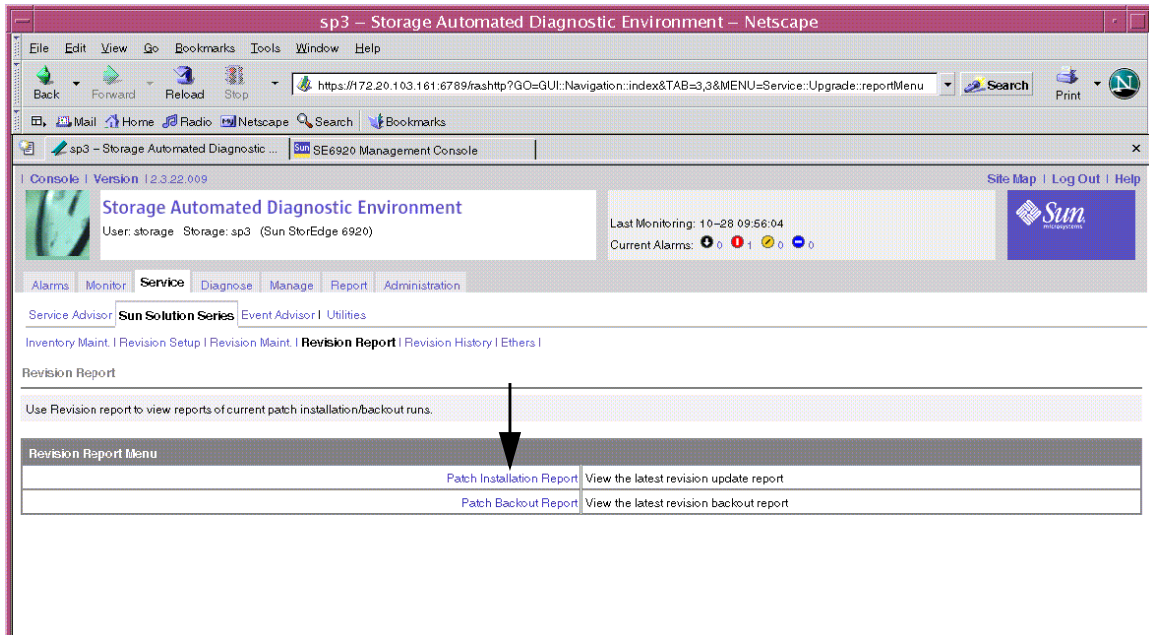 sp3 – Storage Automated Diagnostic Environment – Netscape
File Edit View Go Bookmarks Tools Window Help
Back Forward Reload Stop https://172.20.103.161:6789/rashttp?GO=GUI::Navigation::index&TAB=3,3&MENU=Service::Upgrade::reportMenu Search Print N
Mail Home Radio Netscape Search Bookmarks
sp3 – Storage Automated Diagnostic ... Sun SE6920 Management Console x
| Console | Version | 2.3.22.009 Site Map | Log Out | Help
Storage Automated Diagnostic Environment
User: storage Storage: sp3 (Sun StorEdge 6920)
Last Monitoring: 10–28 09:56:04
Current Alarms: 0 1 0 0
Sun microsystems
Alarms Monitor Service Diagnose Manage Report Administration
Service Advisor Sun Solution Series Event Advisor | Utilities
Inventory Maint. | Revision Setup | Revision Maint. | Revision Report | Revision History | Ethers |
Revision Report
Use Revision report to view reports of current patch installation/backout runs.
Revision Report Menu
Patch Installation Report View the latest revision update report
Patch Backout Report View the latest revision backout report